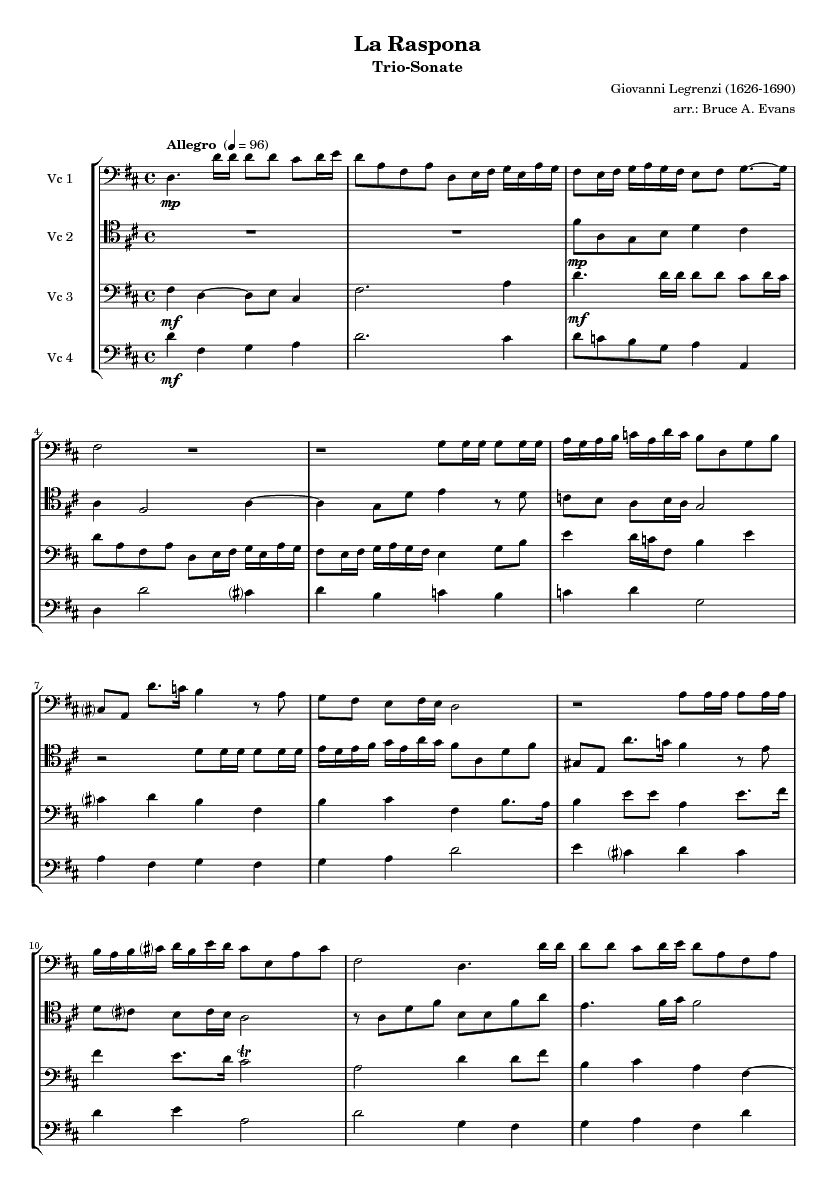 La Raspona
Trio-Sonate
Giovanni Legrenzi (1626-1690)
arr.: Bruce A. Evans
Allegro (♩ = 96)
Vc 1
mp
Vc 2
mp
Vc 3
mf
mf
Vc 4
mf
4
7
10
tr